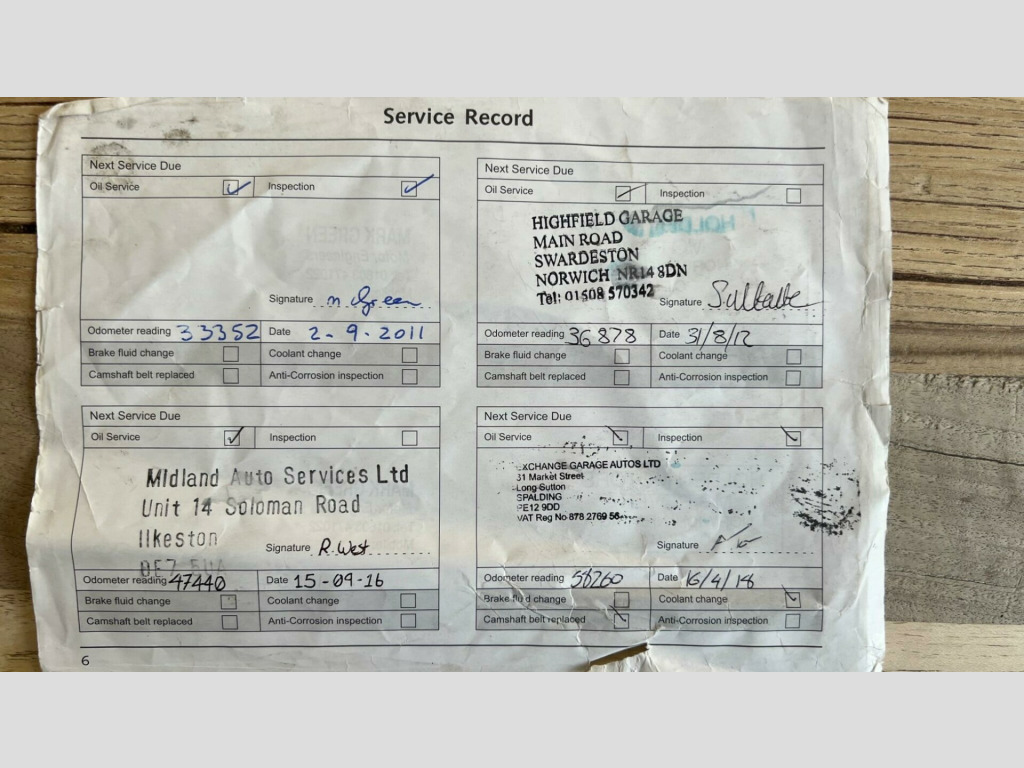 Service Record
Next Service Due
Oil Service Inspection
Signature m. Green
Odometer reading 33352 Date 2-9-2011
Brake fluid change Coolant change
Camshaft belt replaced Anti-Corrosion inspection
Next Service Due
Oil Service Inspection
HIGHFIELD GARAGE
MAIN ROAD
SWARDESTON
NORWICH NR14 8DN
Tel: 01508 570342
Signature
Odometer reading 36878 Date 31/8/12
Brake fluid change Coolant change
Camshaft belt replaced Anti-Corrosion inspection
Next Service Due
Oil Service Inspection
Midland Auto Services Ltd
Unit 14 Soloman Road
Ilkeston
Signature R. West
DE7
Odometer reading 47440 Date 15-09-16
Brake fluid change Coolant change
Camshaft belt replaced Anti-Corrosion inspection
Next Service Due
Oil Service Inspection
XCHANGE GARAGE AUTOS LTD
31 Market Street
Long Sutton
SPALDING
PE12 9DD
VAT Reg No 878 2769 56
Signature
Odometer reading 58260 Date 16/4/18
Brake fluid change Coolant change
Camshaft belt replaced Anti-Corrosion inspection
6